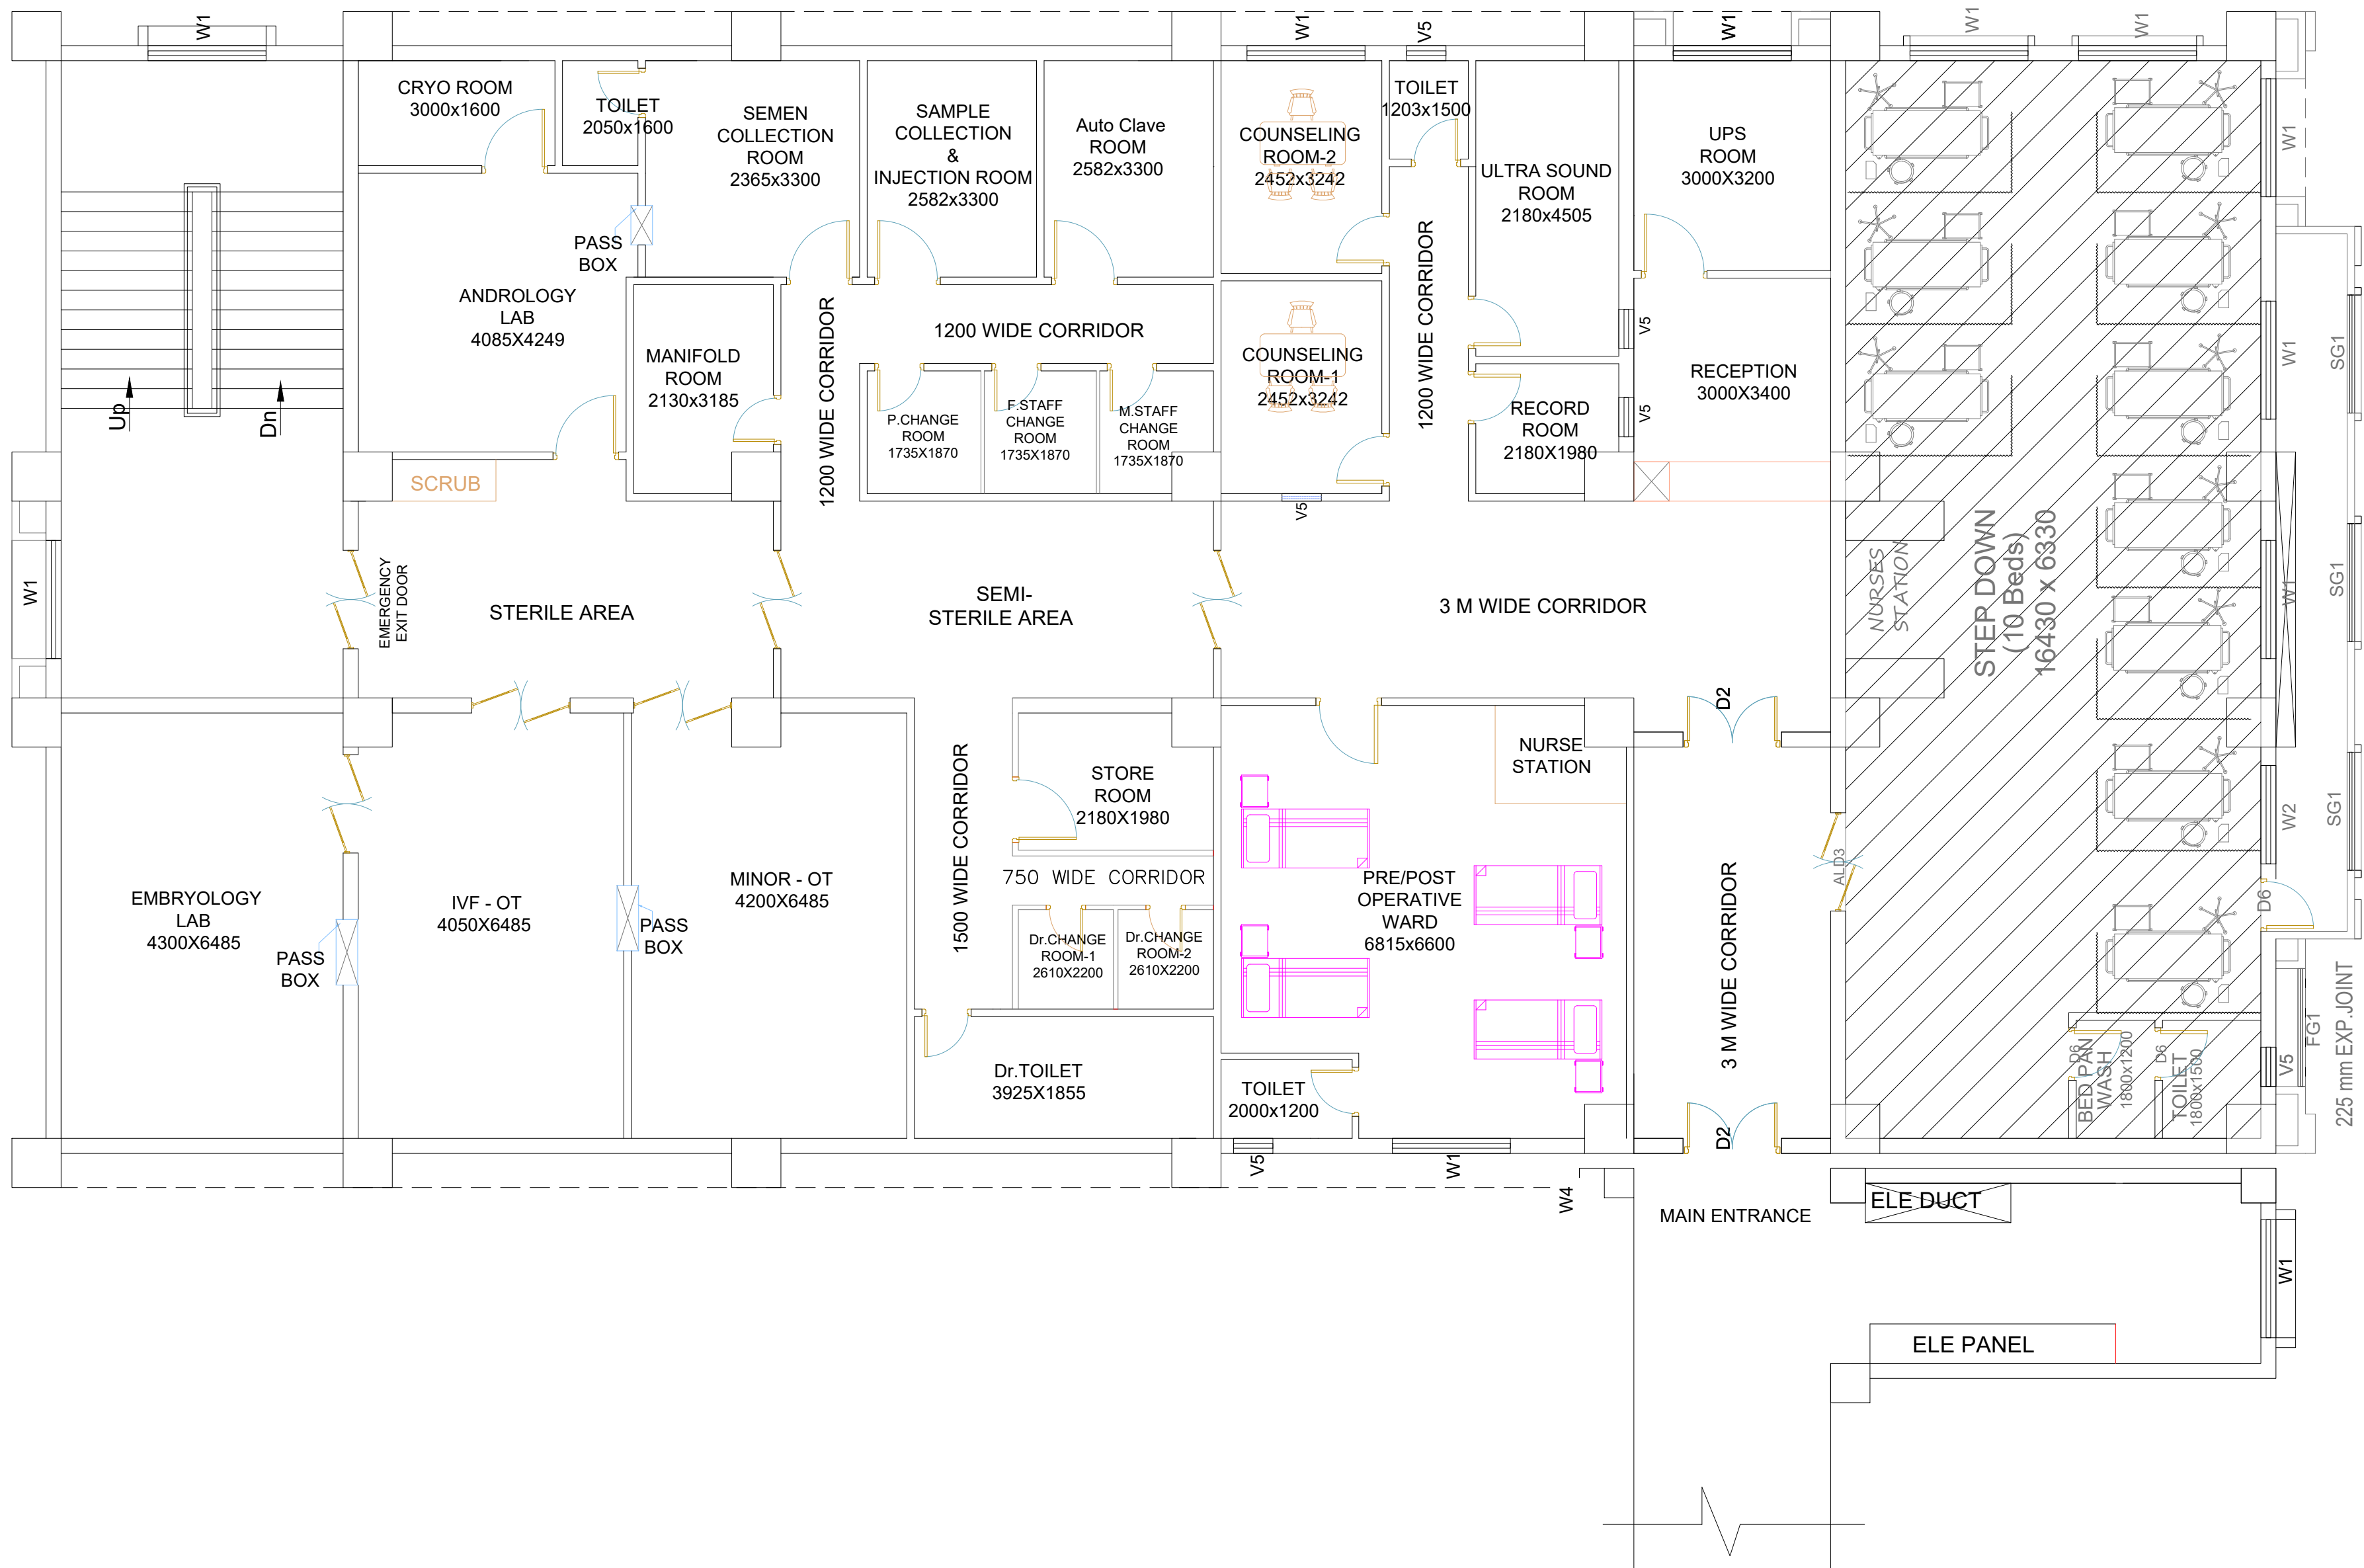 W1
W1
V5
W1
W1
W1
CRYO ROOM
3000x1600
TOILET
2050x1600
SEMEN
COLLECTION
ROOM
2365x3300
SAMPLE
COLLECTION
&
INJECTION ROOM
2582x3300
Auto Clave
ROOM
2582x3300
COUNSELING
ROOM-2
2452x3242
TOILET
1203x1500
ULTRA SOUND
ROOM
2180x4505
UPS
ROOM
3000X3200
W1
PASS
BOX
ANDROLOGY
LAB
4085X4249
MANIFOLD
ROOM
2130x3185
1200 WIDE CORRIDOR
1200 WIDE CORRIDOR
COUNSELING
ROOM-1
2452x3242
1200 WIDE CORRIDOR
V5
V5
RECEPTION
3000X3400
W1
SG1
Up
Dn
P.CHANGE
ROOM
1735X1870
F.STAFF
CHANGE
ROOM
1735X1870
M.STAFF
CHANGE
ROOM
1735X1870
RECORD
ROOM
2180X1980
SCRUB
V5
W1
EMERGENCY
EXIT DOOR
STERILE AREA
SEMI-
STERILE AREA
3 M WIDE CORRIDOR
NURSES
STATION
STEP DOWN
(10 Beds)
16430 x 6330
W1
SG1
D2
NURSE
STATION
STORE
ROOM
2180X1980
1500 WIDE CORRIDOR
750 WIDE CORRIDOR
W2
SG1
ALD3
EMBRYOLOGY
LAB
4300X6485
PASS
BOX
IVF - OT
4050X6485
PASS
BOX
MINOR - OT
4200X6485
Dr.CHANGE
ROOM-1
2610X2200
Dr.CHANGE
ROOM-2
2610X2200
PRE/POST
OPERATIVE
WARD
6815x6600
3 M WIDE CORRIDOR
D6
Dr.TOILET
3925X1855
TOILET
2000x1200
D6
BED PAN
WASH
1800x1200
D6
TOILET
1800x1500
V5
FG1
225 mm EXP.JOINT
D2
V5
W1
W4
MAIN ENTRANCE
ELE DUCT
W1
ELE PANEL